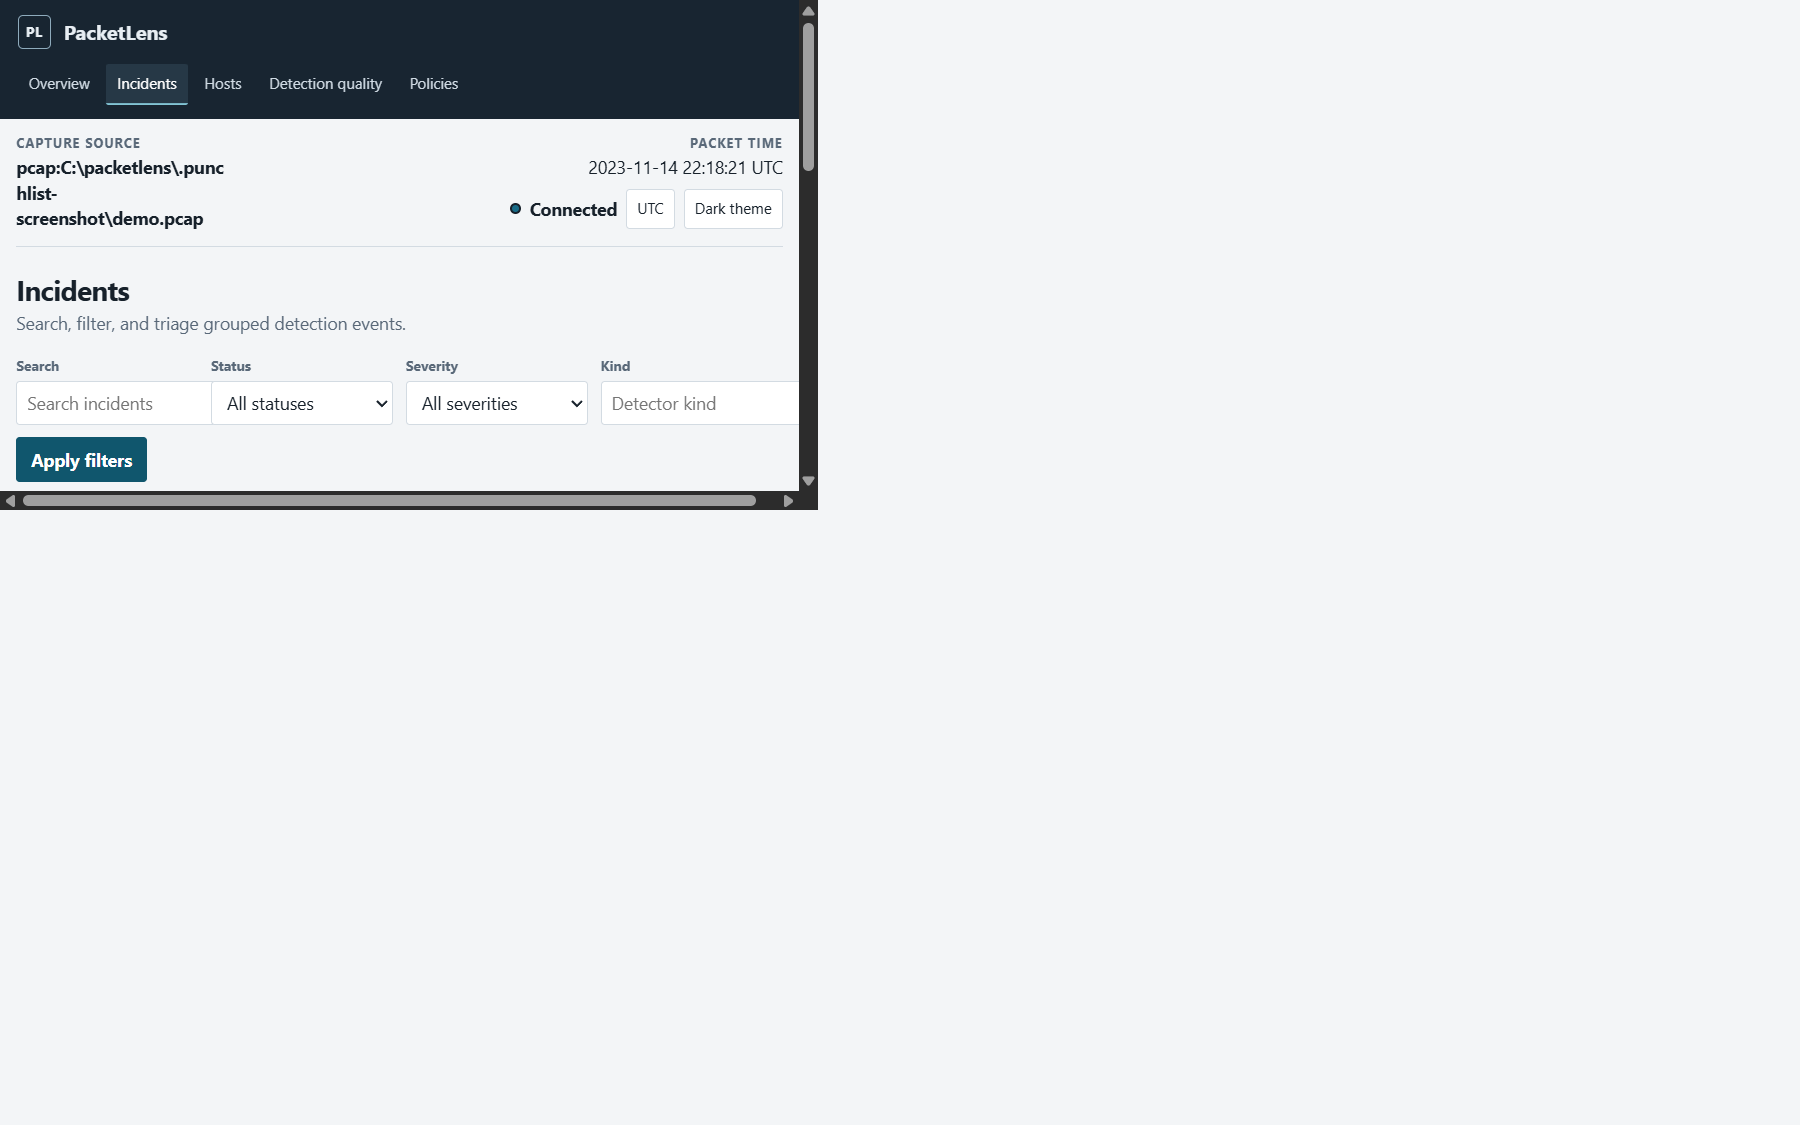 PL PacketLens
Overview Incidents Hosts Detection quality Policies
CAPTURE SOURCE
pcap:C:\packetlens\.punc
hlist-
screenshot\demo.pcap
PACKET TIME
2023-11-14 22:18:21 UTC
Connected UTC Dark theme
Incidents
Search, filter, and triage grouped detection events.
Search Status Severity Kind
Search incidents All statuses All severities Detector kind
Apply filters